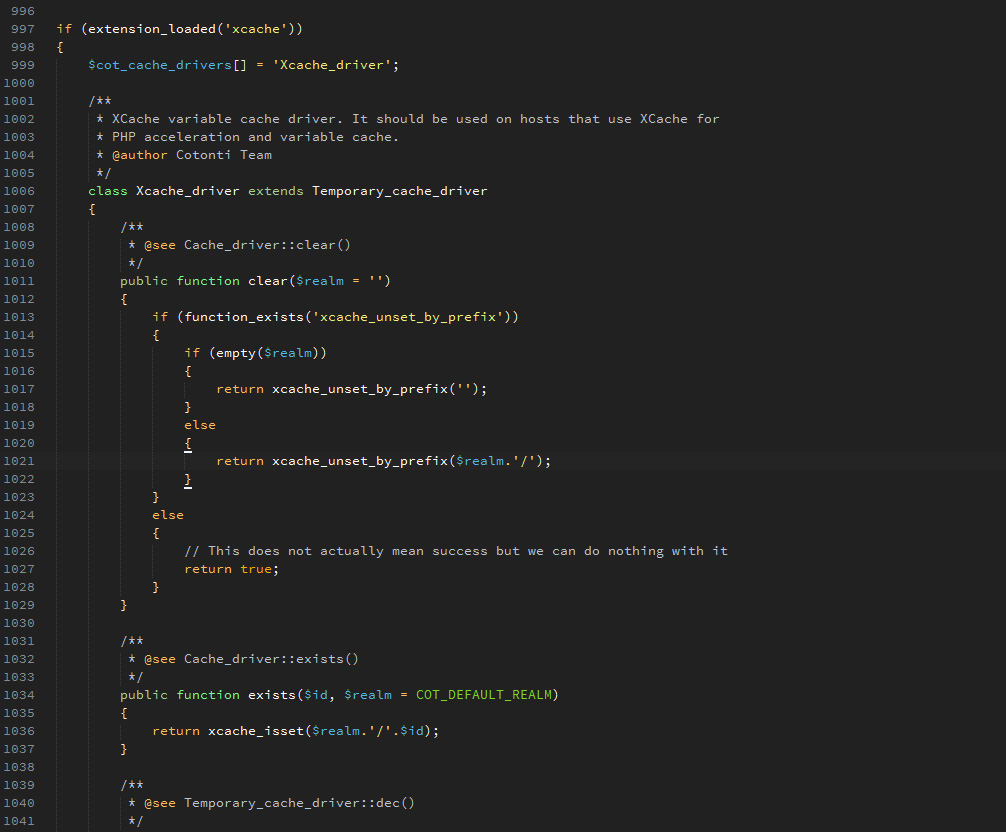 996
997 if (extension_loaded('xcache'))
998 {
999     $cot_cache_drivers[] = 'Xcache_driver';
1000
1001     /**
1002      * XCache variable cache driver. It should be used on hosts that use XCache for
1003      * PHP acceleration and variable cache.
1004      * @author Cotonti Team
1005      */
1006     class Xcache_driver extends Temporary_cache_driver
1007     {
1008         /**
1009          * @see Cache_driver::clear()
1010          */
1011         public function clear($realm = '')
1012         {
1013             if (function_exists('xcache_unset_by_prefix'))
1014             {
1015                 if (empty($realm))
1016                 {
1017                     return xcache_unset_by_prefix('');
1018                 }
1019                 else
1020                 {
1021                     return xcache_unset_by_prefix($realm.'/');
1022                 }
1023             }
1024             else
1025             {
1026                 // This does not actually mean success but we can do nothing with it
1027                 return true;
1028             }
1029         }
1030
1031         /**
1032          * @see Cache_driver::exists()
1033          */
1034         public function exists($id, $realm = COT_DEFAULT_REALM)
1035         {
1036             return xcache_isset($realm.'/'.$id);
1037         }
1038
1039         /**
1040          * @see Temporary_cache_driver::dec()
1041          */